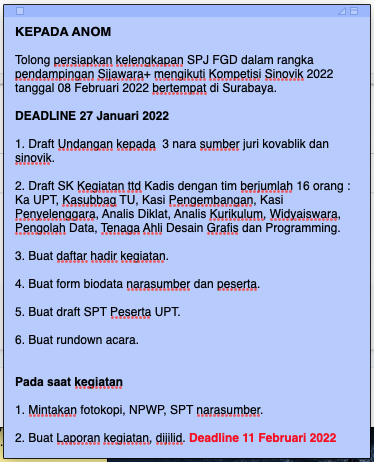 KEPADA ANOM
Tolong persiapkan kelengkapan SPJ FGD dalam rangka
pendampingan Sijawara+ mengikuti Kompetisi Sinovik 2022
tanggal 08 Februari 2022 bertempat di Surabaya.
DEADLINE 27 Januari 2022
1. Draft Undangan kepada  3 nara sumber juri kovablik dan
sinovik.
2. Draft SK Kegiatan ttd Kadis dengan tim berjumlah 16 orang :
Ka UPT, Kasubbag TU, Kasi Pengembangan, Kasi
Penyelenggara, Analis Diklat, Analis Kurikulum, Widyaiswara,
Pengolah Data, Tenaga Ahli Desain Grafis dan Programming.
3. Buat daftar hadir kegiatan.
4. Buat form biodata narasumber dan peserta.
5. Buat draft SPT Peserta UPT.
6. Buat rundown acara.
Pada saat kegiatan
1. Mintakan fotokopi, NPWP, SPT narasumber.
2. Buat Laporan kegiatan, dijilid. Deadline 11 Februari 2022